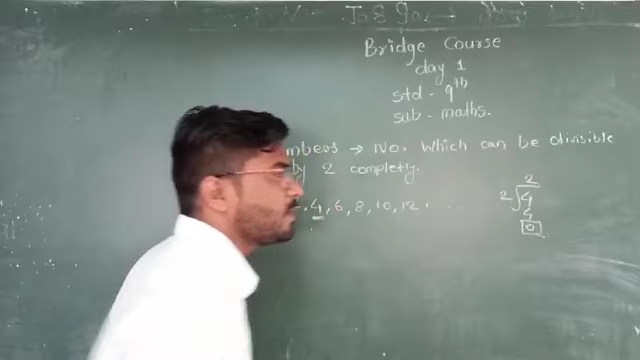 Bridge Course
day 1
std - 9th
sub - maths.
mbers → No. Which can be divisible
by 2 completly.
, 4, 6, 8, 10, 12 . . . .
2
2 ) 4
4
0